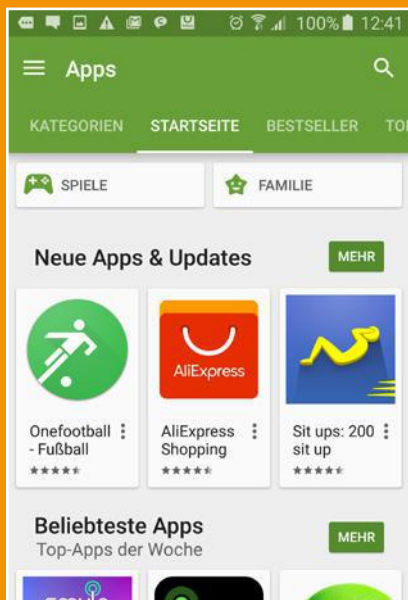 100% 12:41
Apps
KATEGORIEN STARTSEITE BESTSELLER TO
SPIELE FAMILIE
Neue Apps & Updates MEHR
AliExpress
Onefootball - Fußball
AliExpress Shopping
Sit ups: 200 sit up
Beliebteste Apps MEHR
Top-Apps der Woche